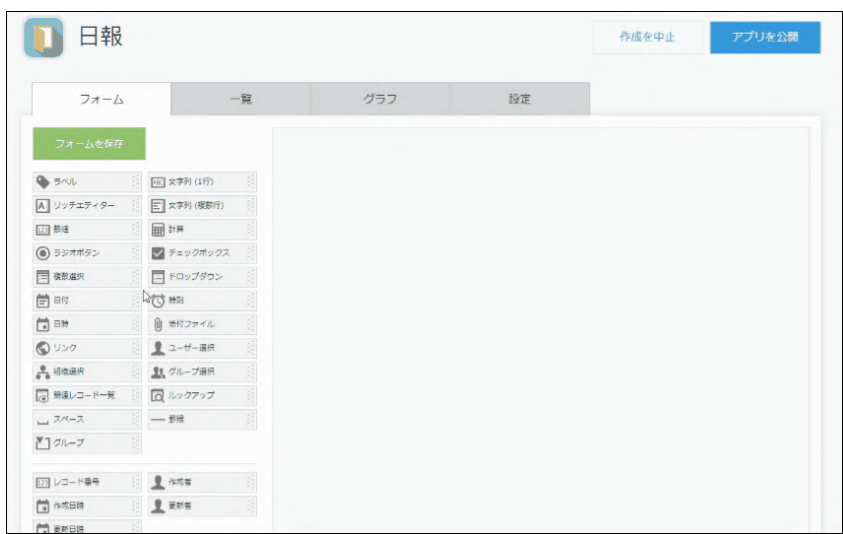 日報
作成を中止
アプリを公開
フォーム
一覧
グラフ
設定
フォームを保存
ラベル
文字列 (1行)
リッチエディター
文字列 (複数行)
数値
計算
ラジオボタン
チェックボックス
複数選択
ドロップダウン
日付
時刻
日時
添付ファイル
リンク
ユーザー選択
組織選択
グループ選択
関連レコード一覧
ルックアップ
スペース
罫線
グループ
レコード番号
作成者
作成日時
更新者
更新日時